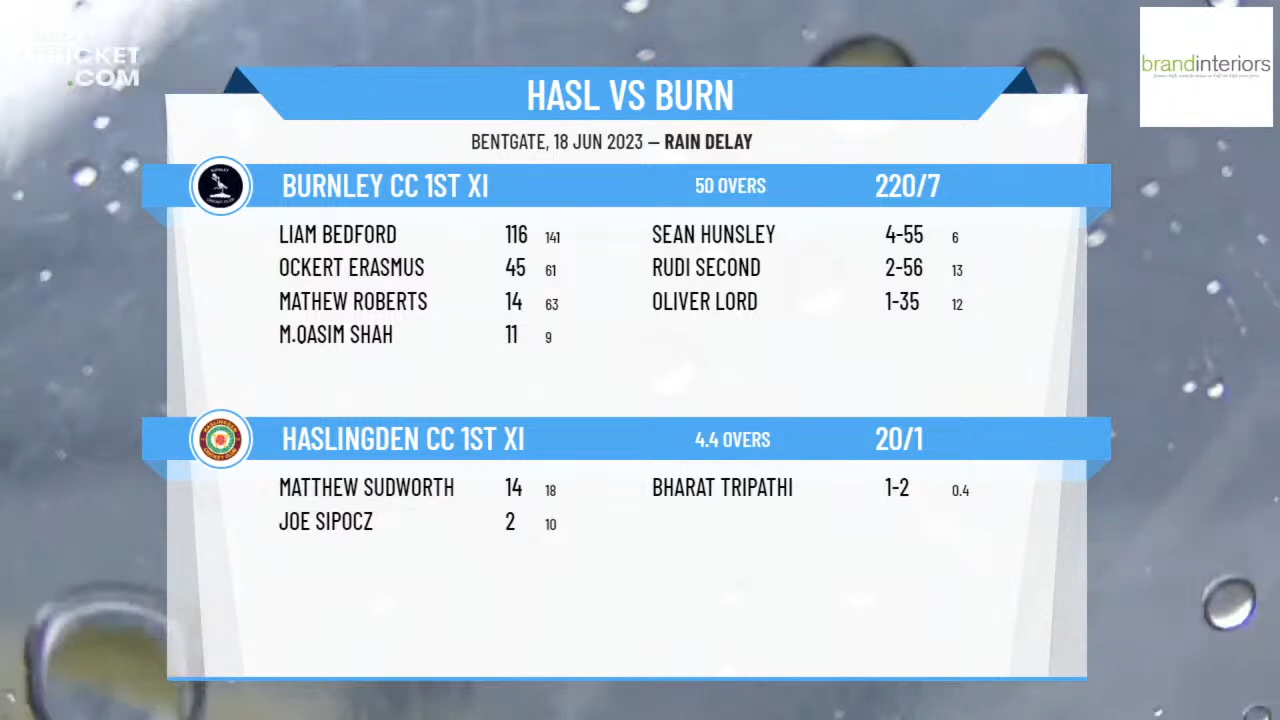 CRICKET
.COM
brandinteriors
HASL VS BURN
BENTGATE, 18 JUN 2023 – RAIN DELAY
BURNLEY CC 1ST XI 50 OVERS 220/7
LIAM BEDFORD 116 141 SEAN HUNSLEY 4-55 6
OCKERT ERASMUS 45 61 RUDI SECOND 2-56 13
MATHEW ROBERTS 14 63 OLIVER LORD 1-35 12
M.QASIM SHAH 11 9
HASLINGDEN CC 1ST XI 4.4 OVERS 20/1
MATTHEW SUDWORTH 14 18 BHARAT TRIPATHI 1-2 0.4
JOE SIPOCZ 2 10